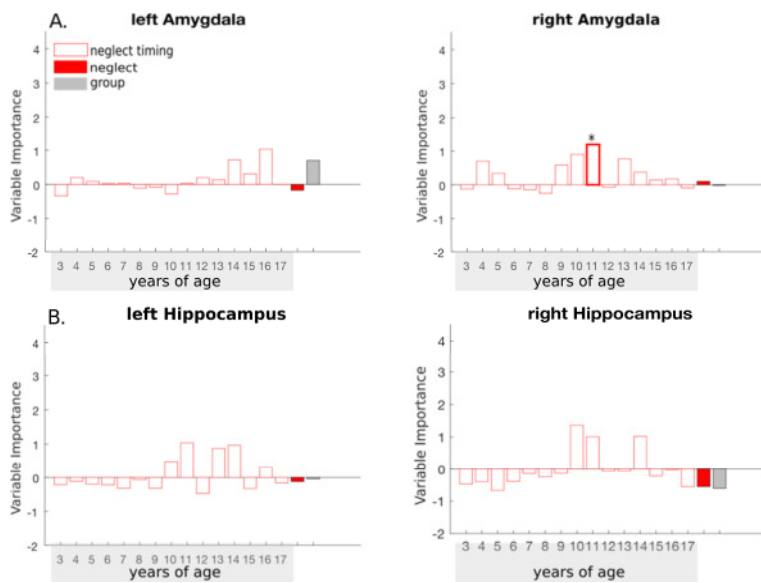 A.
left Amygdala
right Amygdala
neglect timing
neglect
group
Variable Importance
4
3
2
1
0
-1
-2
3 4 5 6 7 8 9 10 11 12 13 14 15 16 17
years of age
Variable Importance
4
3
2
1
0
-1
-2
*
3 4 5 6 7 8 9 10 11 12 13 14 15 16 17
years of age
B.
left Hippocampus
right Hippocampus
Variable Importance
4
3
2
1
0
-1
-2
3 4 5 6 7 8 9 10 11 12 13 14 15 16 17
years of age
Variable Importance
4
3
2
1
0
-1
-2
3 4 5 6 7 8 9 10 11 12 13 14 15 16 17
years of age